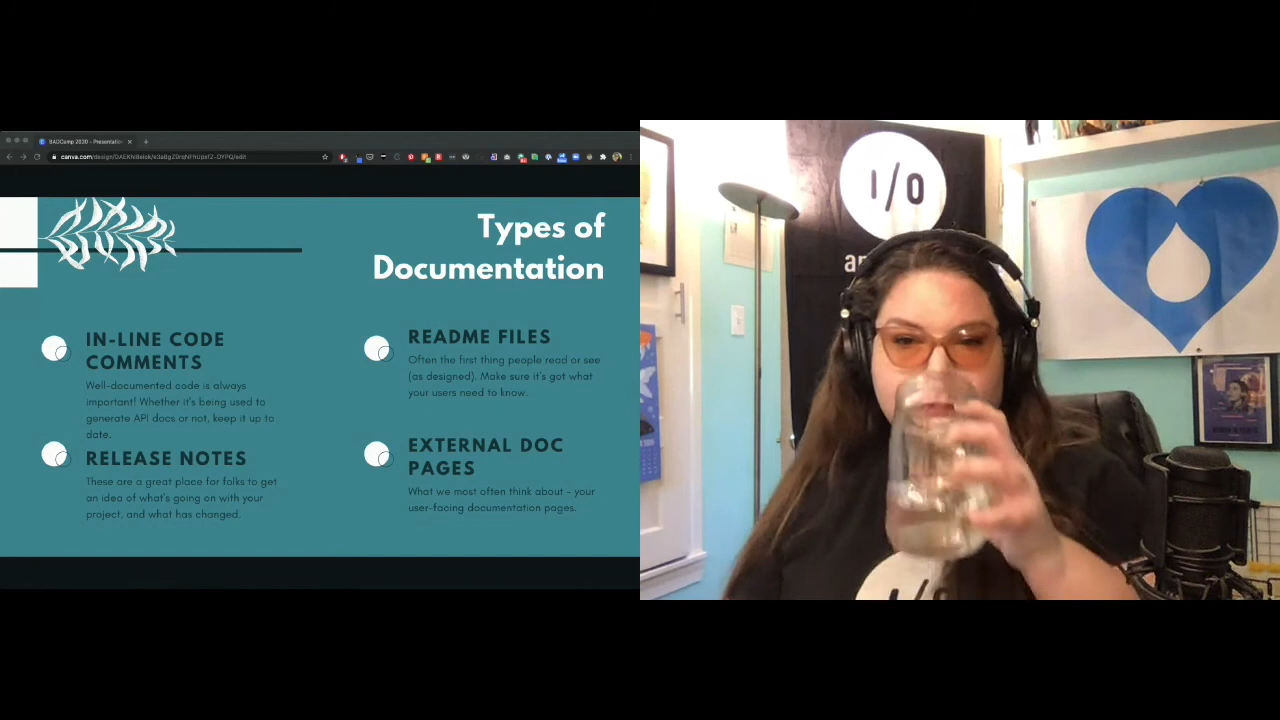 BADCamp 2020 - Presentation
Types of
Documentation
IN-LINE CODE
COMMENTS
Well-documented code is always
important! Whether it's being used to
generate API docs or not, keep it up to
date.
README FILES
Often the first thing people read or see
(as designed). Make sure it's got what
your users need to know.
RELEASE NOTES
These are a great place for folks to get
an idea of what's going on with your
project, and what has changed.
EXTERNAL DOC
PAGES
What we most often think about - your
user-facing documentation pages.
I/O
an
I/O